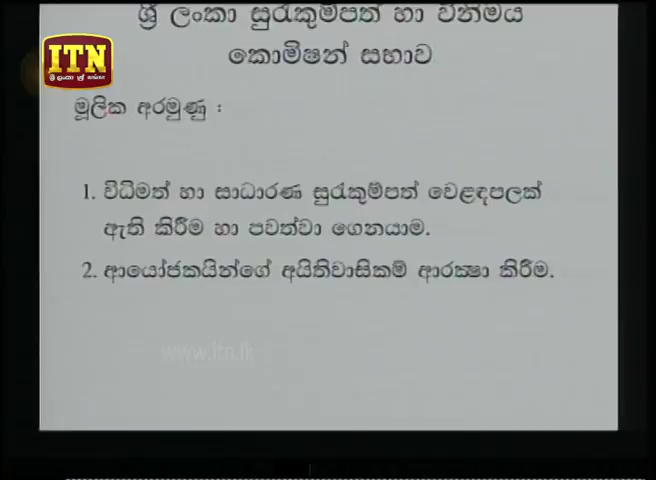 ශ්‍රී ලංකා සුරැකුම්පත් හා විනිමය
කොමිෂන් සභාව
ITN
ශ්‍රී ලංකා
மூலික අරමුණු :
1. විධිමත් හා සාධාරණ සුරැකුම්පත් වෙළඳපලක්
ඇති කිරීම හා පවත්වා ගෙනයාම.
2. ආයෝජකයින්ගේ අයිතිවාසිකම් ආරක්‍ෂා කිරීම.
www.itn.lk